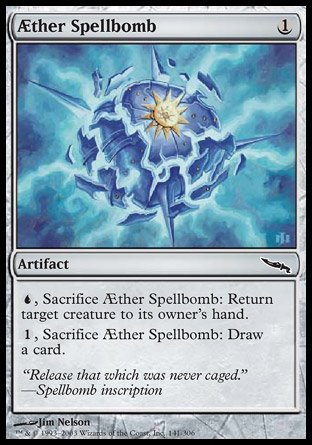 Æther Spellbomb 1
Artifact
, Sacrifice Æther Spellbomb: Return
target creature to its owner's hand.
1, Sacrifice Æther Spellbomb: Draw
a card.
"Release that which was never caged."
—Spellbomb inscription
Jim Nelson
™ & © 1993–2003 Wizards of the Coast, Inc. 141/306